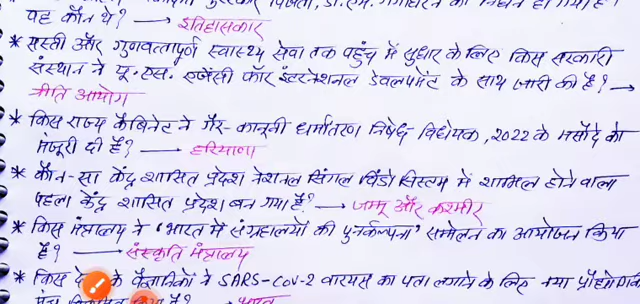 यह कौन थे? → इतिहासकार
* सस्ती और गुणवत्तापूर्ण स्वास्थ्य सेवा तक पहुंच में सुधार के लिए किस सरकारी
संस्थान ने यू.एस. एजेंसी फॉर इंटरनेशनल डेवलपमेंट के साथ जारी की है? →
नीति आयोग
* किस राज्य कैबिनेट ने गैर-कानूनी धर्मातरण निषेध विधेयक, 2022 के मसौदे को
मंजूरी दी है? → हरियाणा
* कौन-सा केंद्र शासित प्रदेश नेशनल सिंगल विंडो सिस्टम में शामिल होने वाला
पहला केंद्र शासित प्रदेश बन गया है? → जम्मू और कश्मीर
* किस मंत्रालय ने 'भारत में संग्रहालयों की पुनर्कल्पना' सम्मेलन का आयोजन किया
है? → संस्कृति मंत्रालय
* किस के वैज्ञानिकों ने SARS-CoV-2 वायरस का पता लगाने के लिए नया